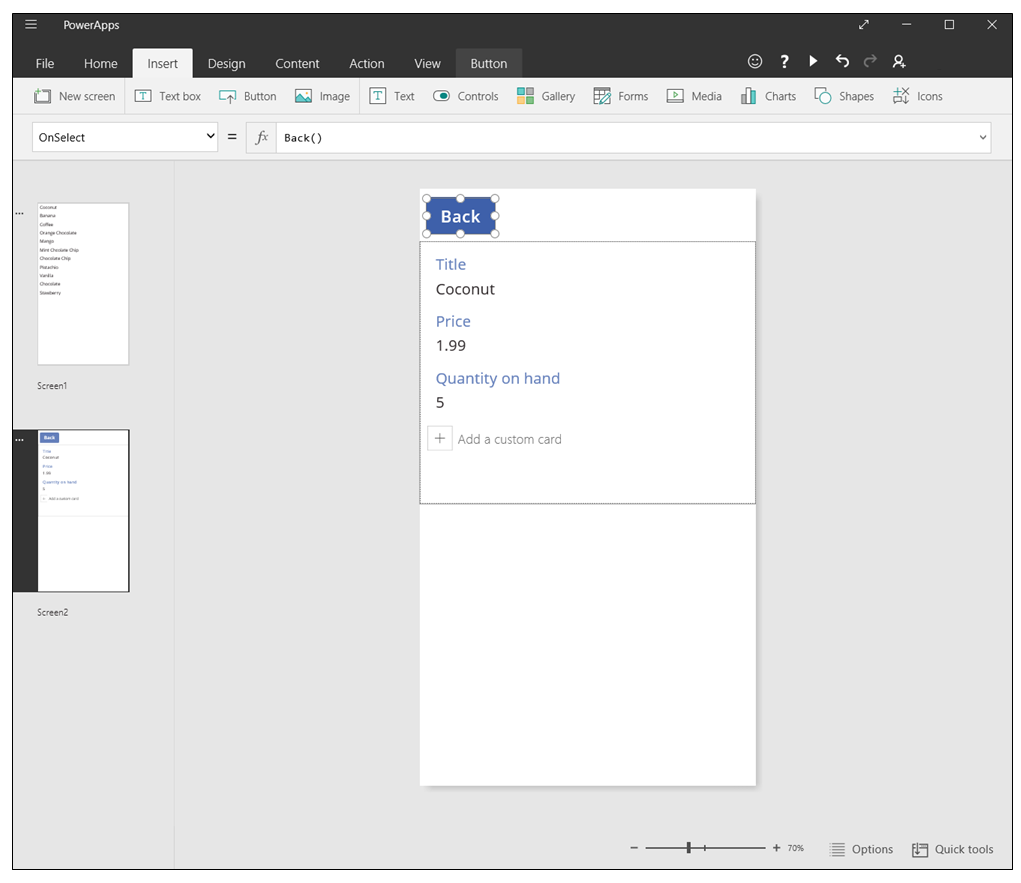 PowerApps
File Home Insert Design Content Action View Button
?
New screen Text box Button Image Text Controls Gallery Forms Media Charts Shapes Icons
OnSelect = fx Back()
Coconut
Banana
Coffee
Orange Chocolate
Mango
Mint Chocolate Chip
Chocolate Chip
Pistachio
Vanilla
Chocolate
Strawberry
Screen1
Back
Title
Coconut
Price
1.99
Quantity on hand
5
+ Add a custom card
Screen2
Back
Title
Coconut
Price
1.99
Quantity on hand
5
+ Add a custom card
− + 70% Options Quick tools